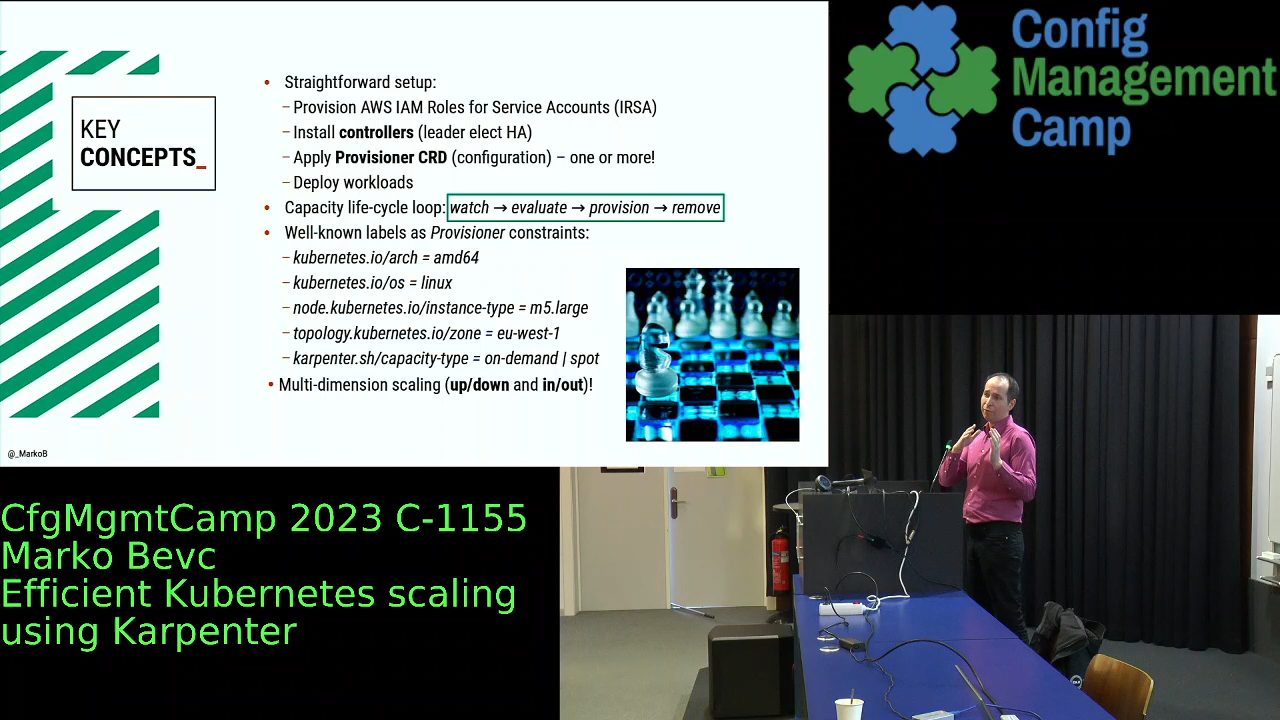 KEY
CONCEPTS_
• Straightforward setup:
– Provision AWS IAM Roles for Service Accounts (IRSA)
– Install controllers (leader elect HA)
– Apply Provisioner CRD (configuration) – one or more!
– Deploy workloads
• Capacity life-cycle loop: watch → evaluate → provision → remove
• Well-known labels as Provisioner constraints:
– kubernetes.io/arch = amd64
– kubernetes.io/os = linux
– node.kubernetes.io/instance-type = m5.large
– topology.kubernetes.io/zone = eu-west-1
– karpenter.sh/capacity-type = on-demand | spot
• Multi-dimension scaling (up/down and in/out)!
@_MarkoB
Config
Management
Camp
CfgMgmtCamp 2023 C-1155
Marko Bevc
Efficient Kubernetes scaling
using Karpenter